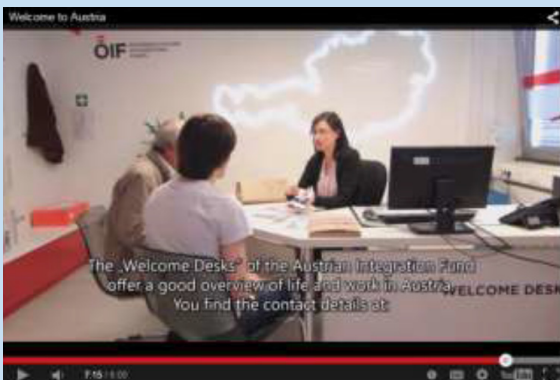 Welcome to Austria
ÖIF
The „Welcome Desks“ of the Austrian Integration Fund
offer a good overview of life and work in Austria.
You find the contact details at:
WELCOME DESK